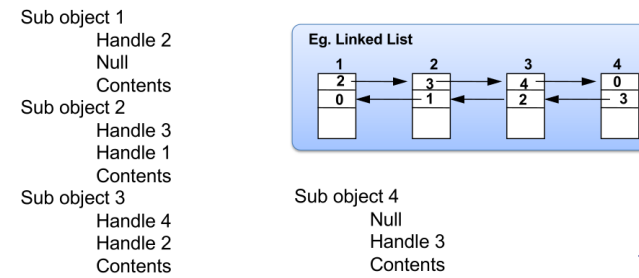 Sub object 1
Handle 2
Null
Contents
Sub object 2
Handle 3
Handle 1
Contents
Sub object 3
Handle 4
Handle 2
Contents
Eg. Linked List
1 2 3 4
2 3 4 0
0 1 2 3
Sub object 4
Null
Handle 3
Contents